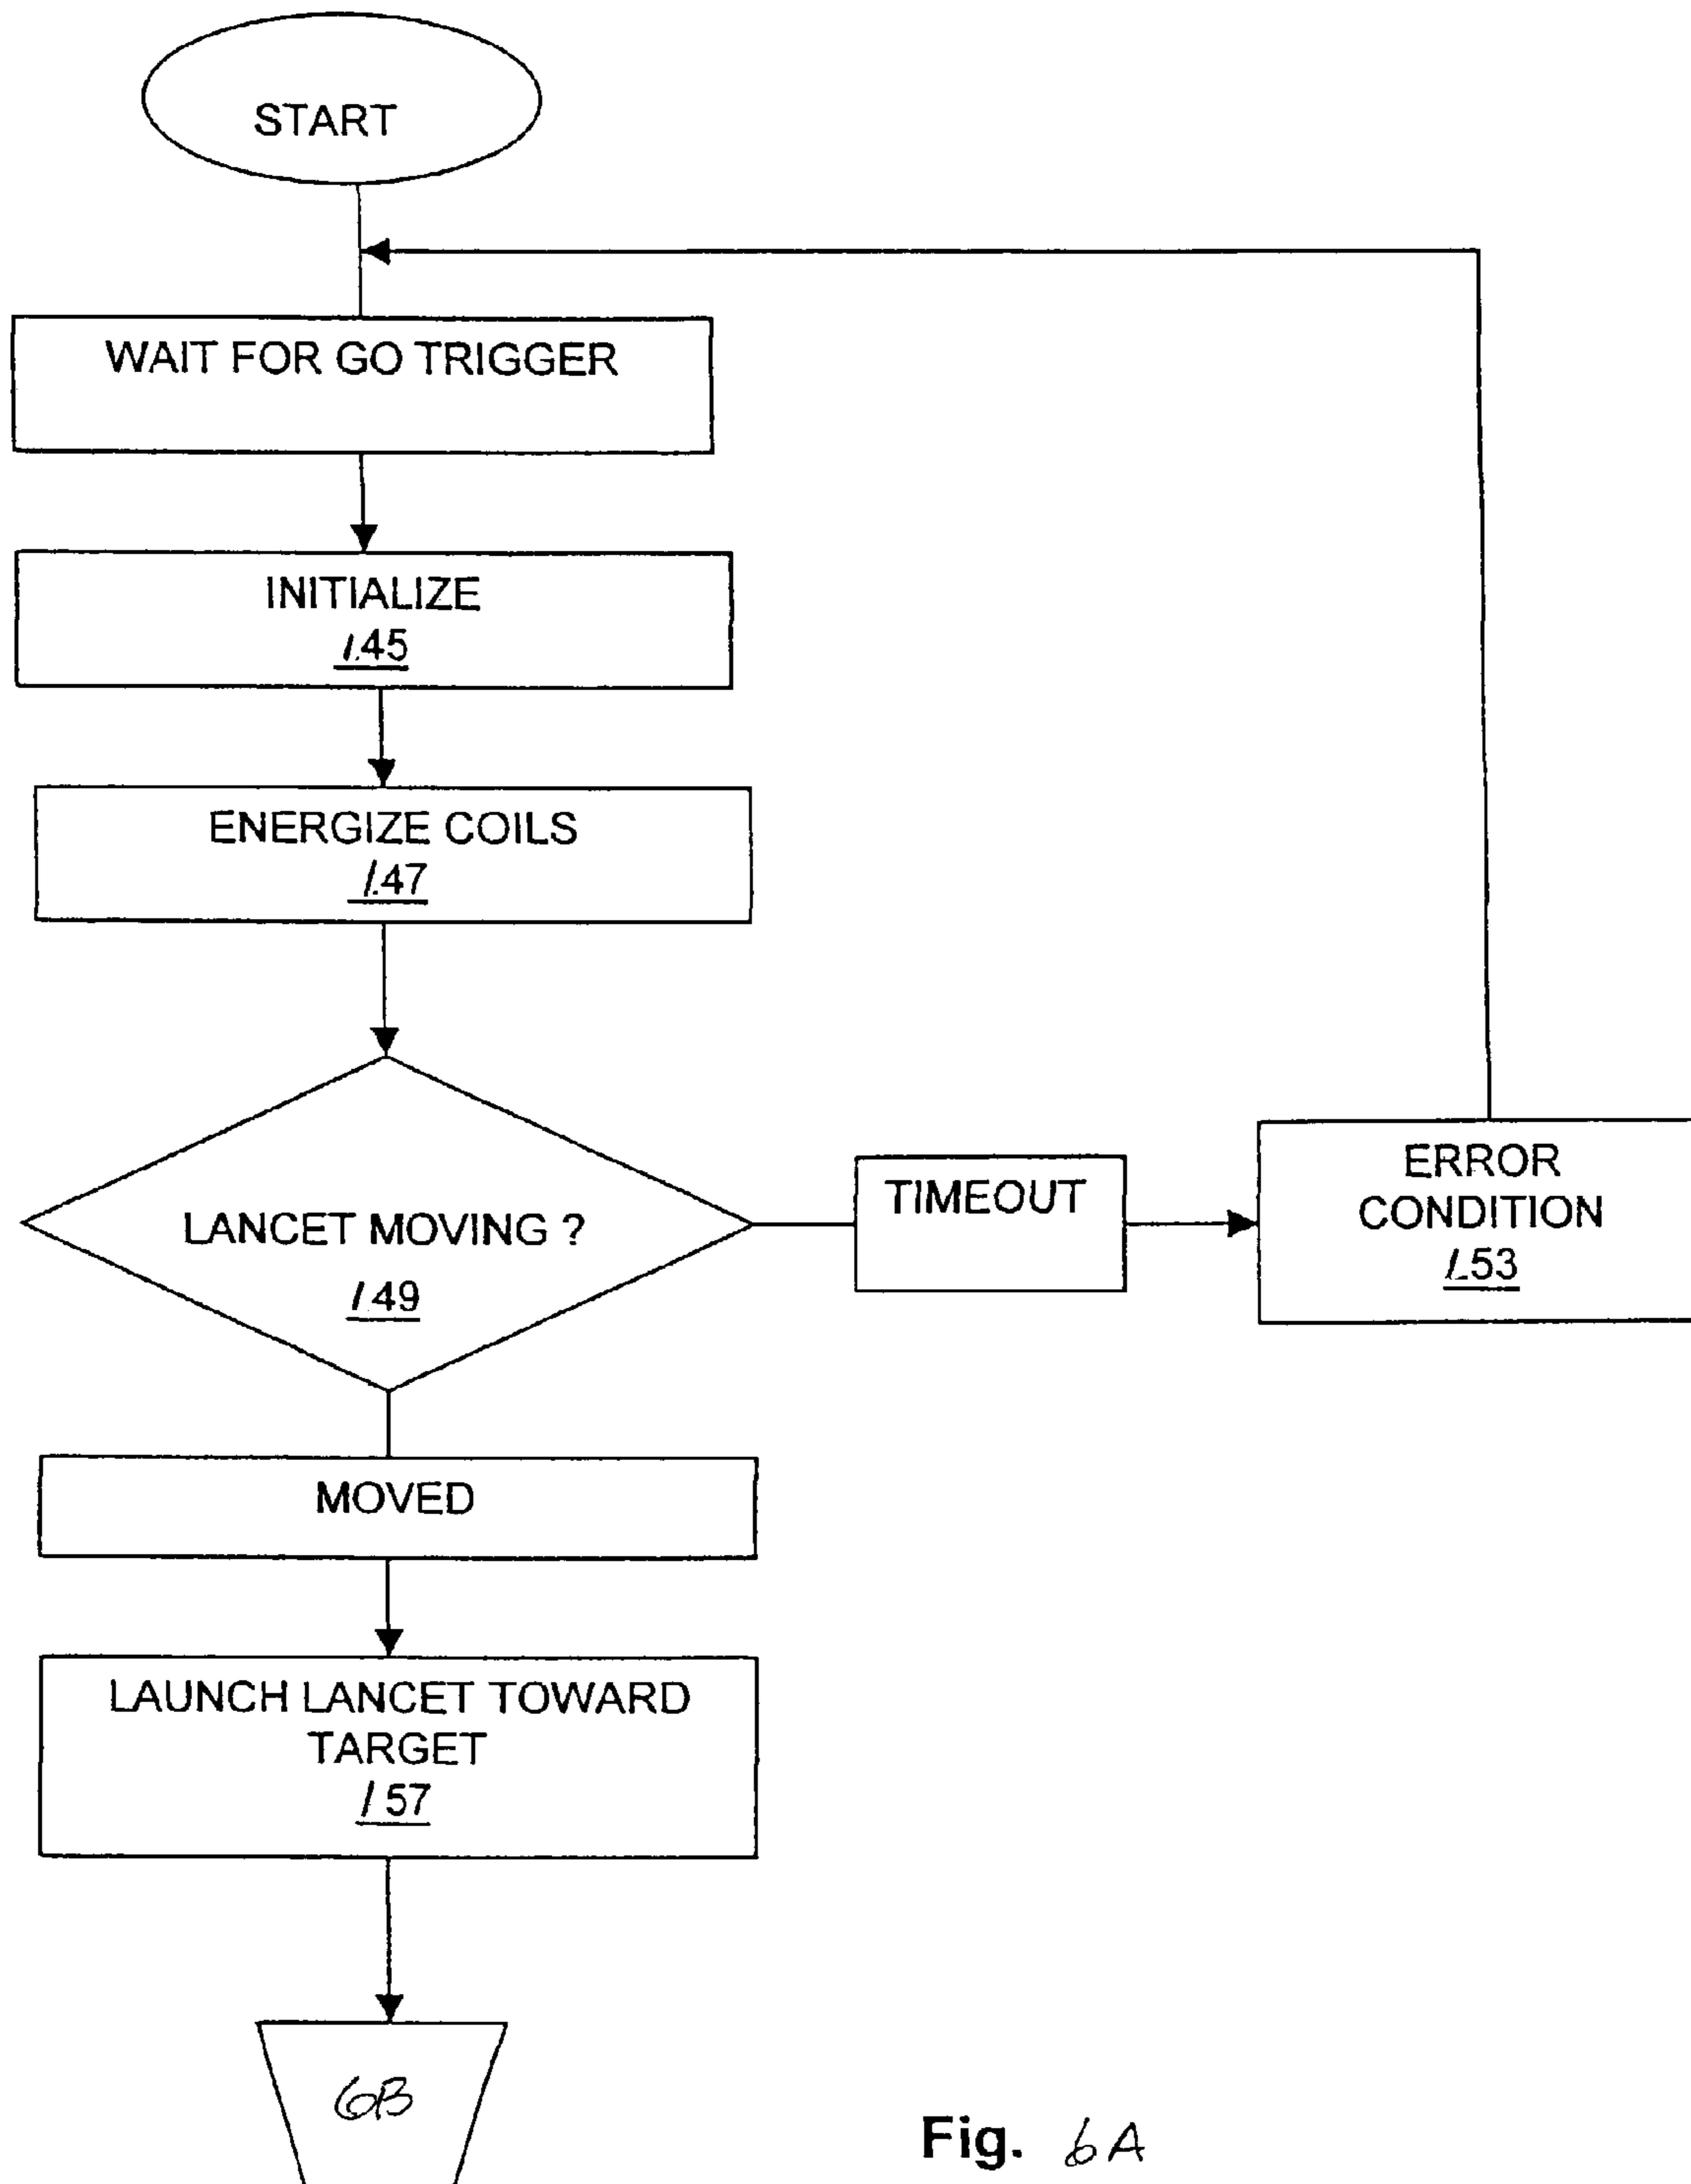 START
WAIT FOR GO TRIGGER
INITIALIZE
145
ENERGIZE COILS
147
LANCET MOVING ?
149
TIMEOUT
ERROR
CONDITION
153
MOVED
LAUNCH LANCET TOWARD
TARGET
157
6B
Fig. 6A